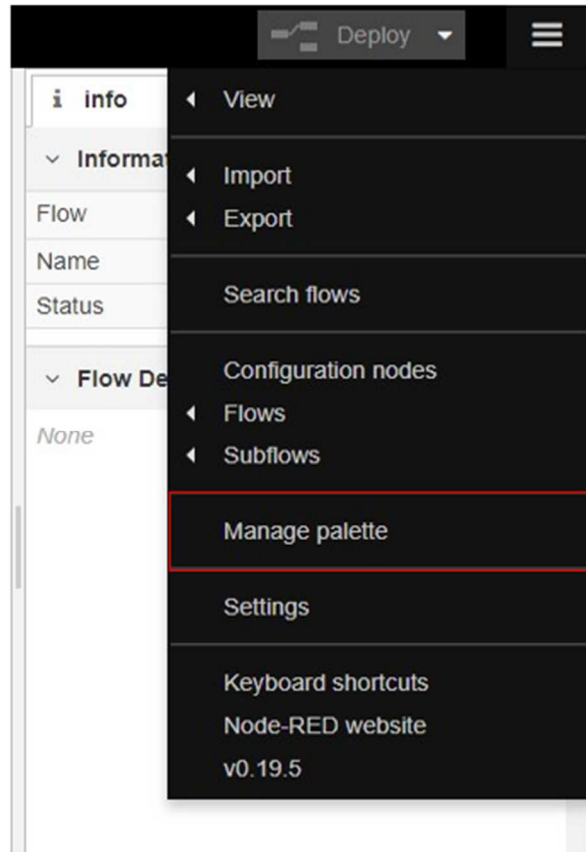 Deploy
i info
View
Informat
Import
Flow
Export
Name
Status
Search flows
Configuration nodes
Flow De
Flows
None
Subflows
Manage palette
Settings
Keyboard shortcuts
Node-RED website
v0.19.5